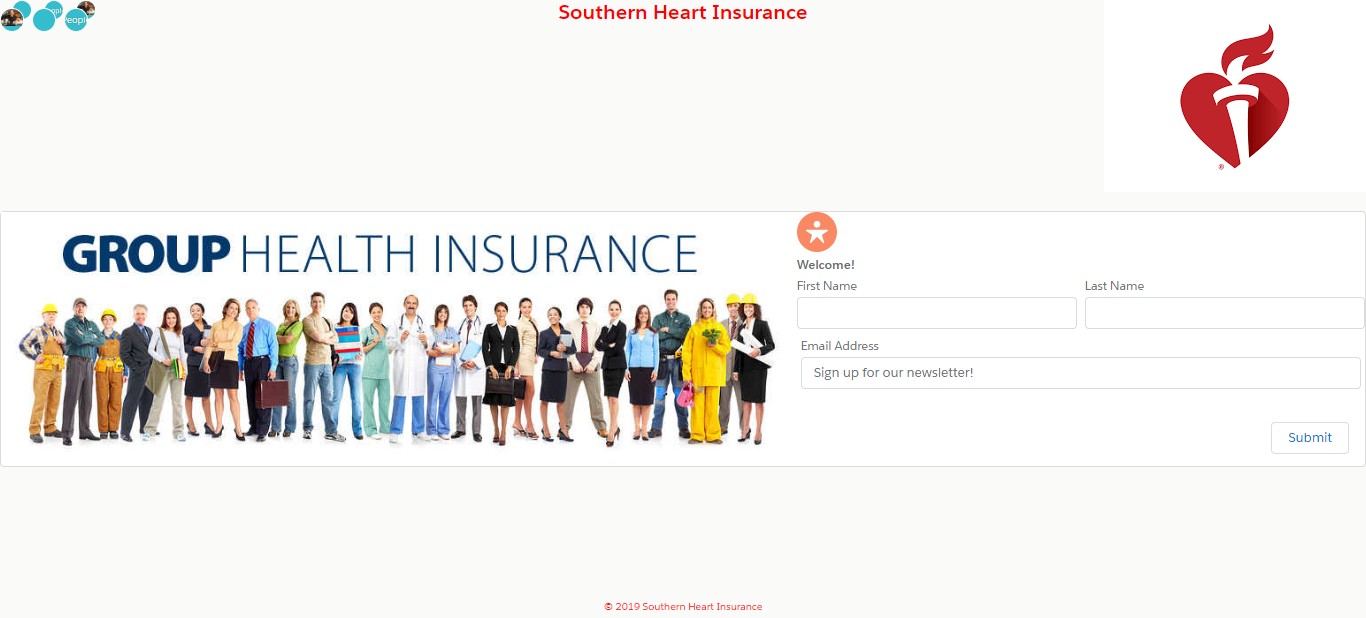 Southern Heart Insurance
®
GROUP HEALTH INSURANCE
Welcome!
First Name
Last Name
Email Address
Sign up for our newsletter!
Submit
© 2019 Southern Heart Insurance